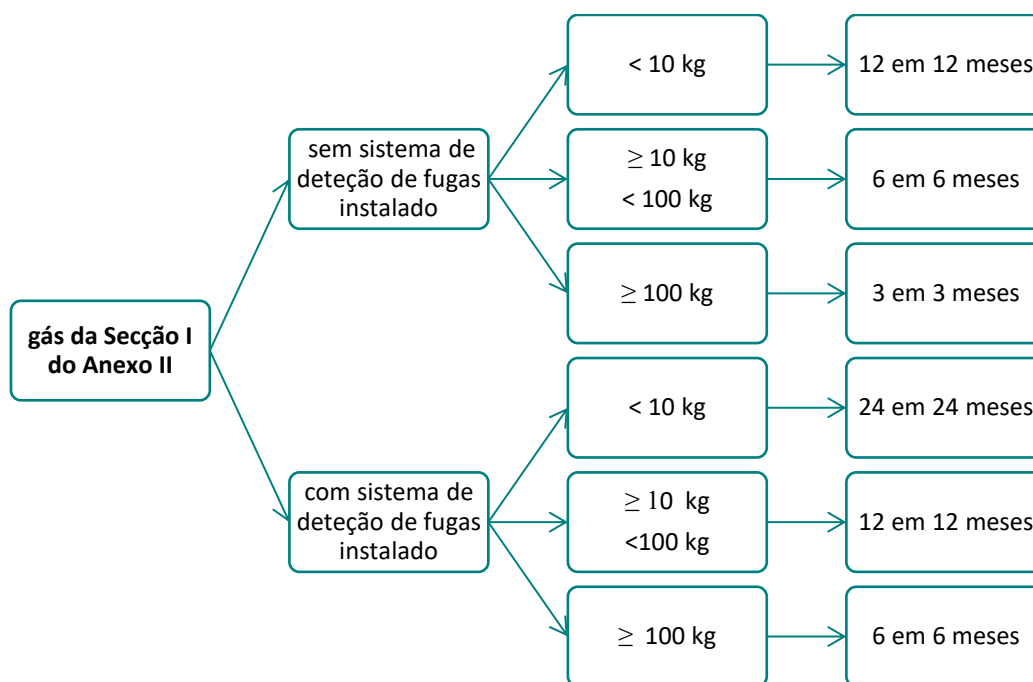 gás da Secção I
do Anexo II
sem sistema de
deteção de fugas
instalado
< 10 kg
12 em 12 meses
≥ 10 kg
< 100 kg
6 em 6 meses
≥ 100 kg
3 em 3 meses
com sistema de
deteção de fugas
instalado
< 10 kg
24 em 24 meses
≥ 10 kg
<100 kg
12 em 12 meses
≥ 100 kg
6 em 6 meses